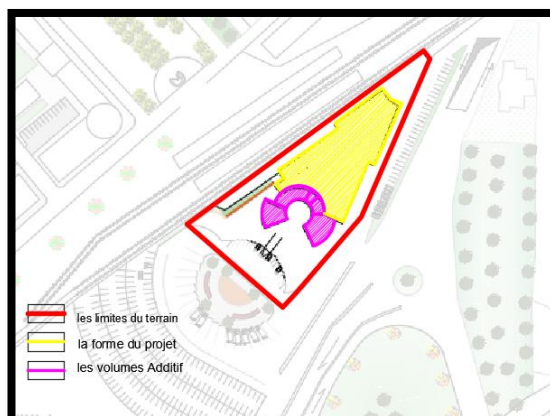 les limites du terrain
la forme du projet
les volumes Additif